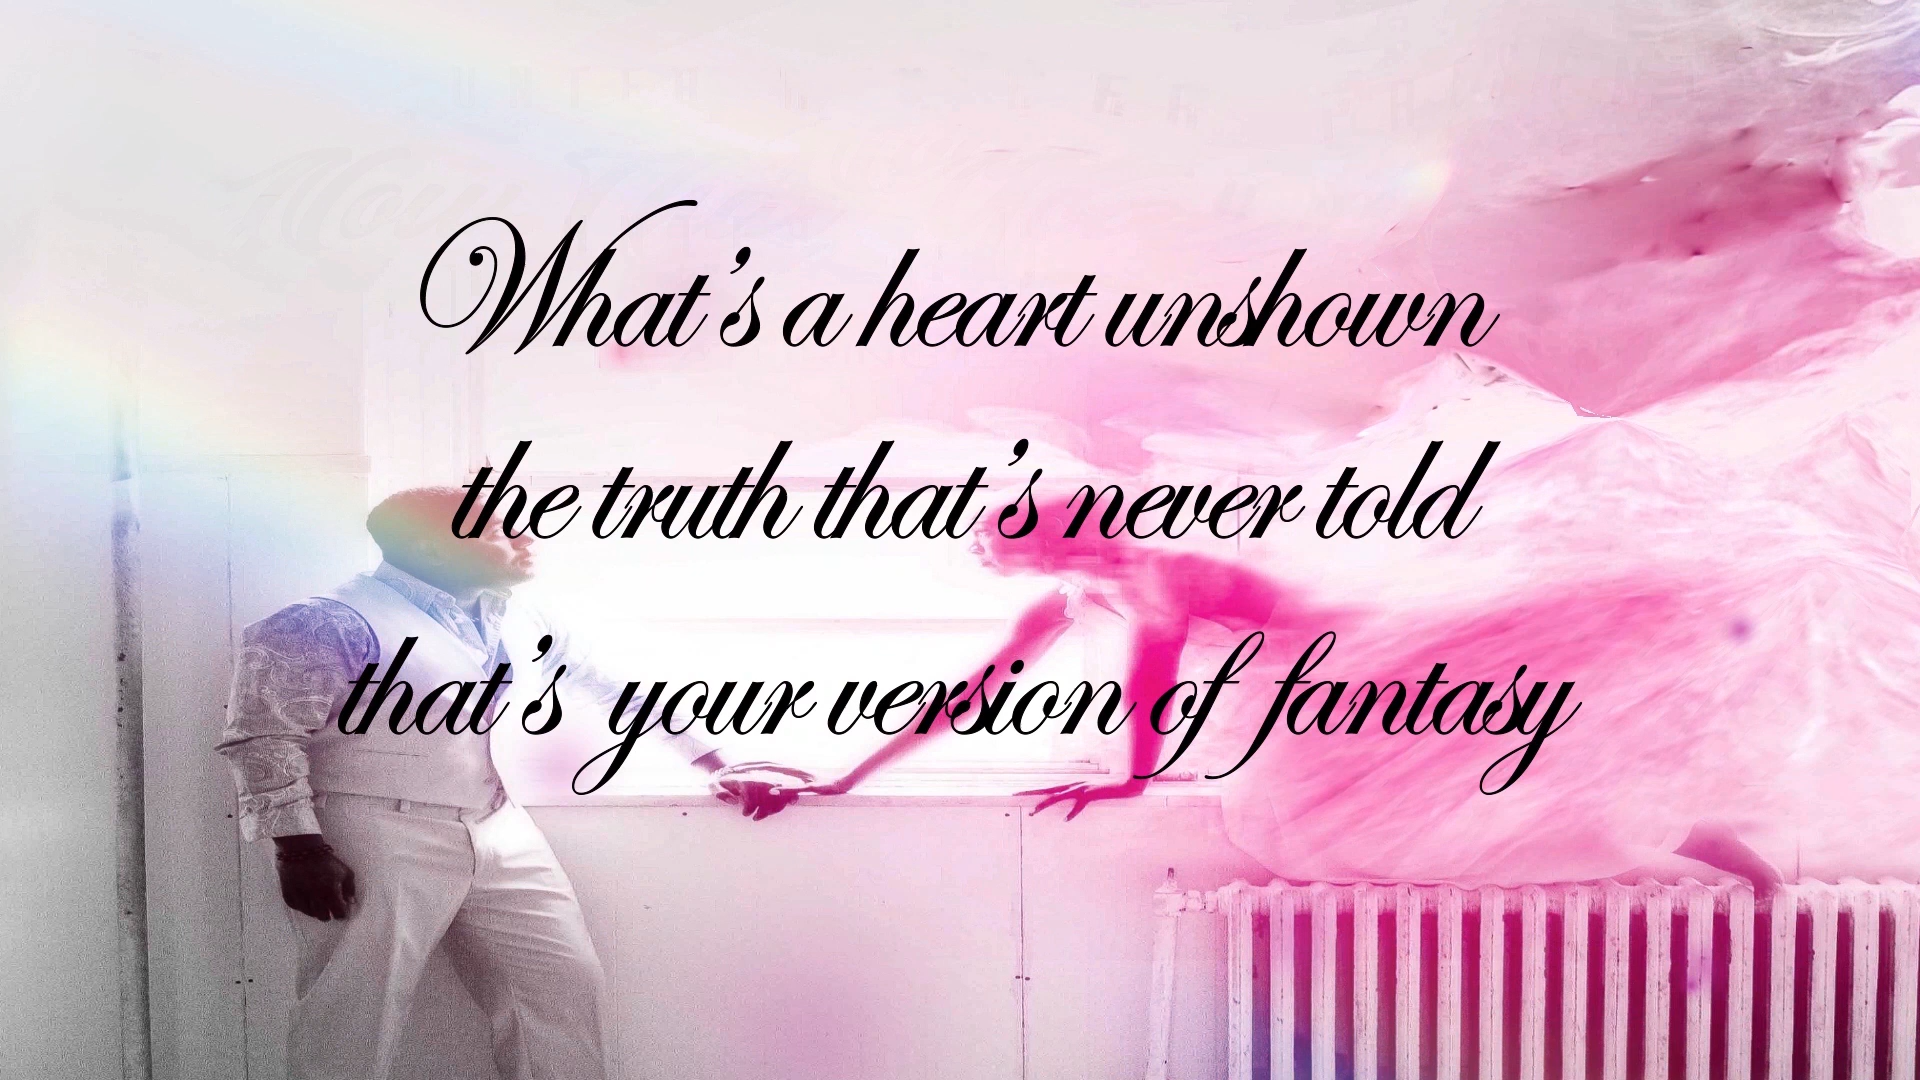 What's a heart unshown
the truth that's never told
that's your version of fantasy